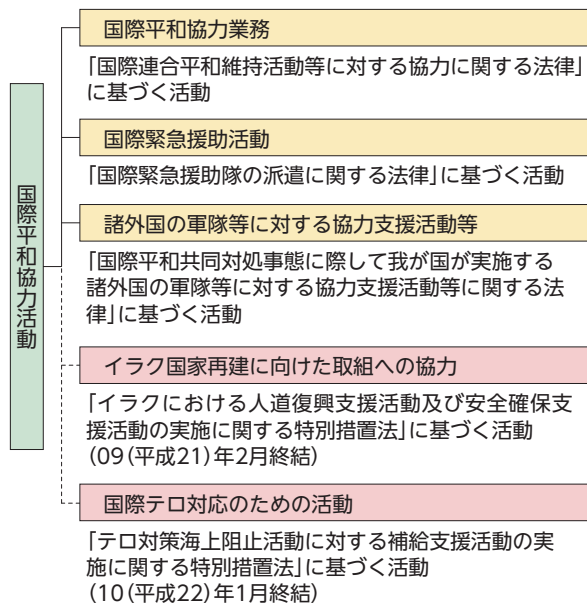 国際平和協力活動
国際平和協力業務
「国際連合平和維持活動等に対する協力に関する法律」
に基づく活動
国際緊急援助活動
「国際緊急援助隊の派遣に関する法律」に基づく活動
諸外国の軍隊等に対する協力支援活動等
「国際平和共同対処事態に際して我が国が実施する
諸外国の軍隊等に対する協力支援活動等に関する法
律」に基づく活動
イラク国家再建に向けた取組への協力
「イラクにおける人道復興支援活動及び安全確保支
援活動の実施に関する特別措置法」に基づく活動
(09(平成21)年2月終結)
国際テロ対応のための活動
「テロ対策海上阻止活動に対する補給支援活動の実
施に関する特別措置法」に基づく活動
(10(平成22)年1月終結)